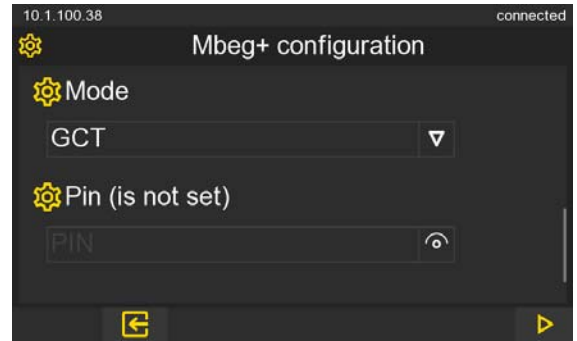 10.1.100.38 connected
Mbeg+ configuration
Mode
GCT
Pin (is not set)
PIN